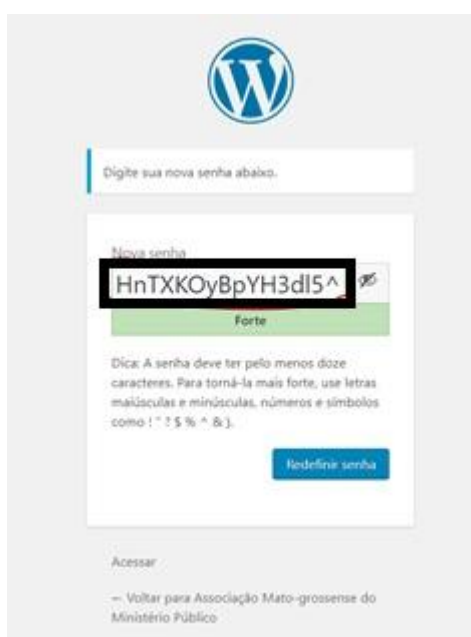 Digite sua nova senha abaixo.
Nova senha
HnTXKOyBpYH3dl5^
Forte
Dica: A senha deve ter pelo menos doze
caracteres. Para torná-la mais forte, use letras
maiúsculas e minúsculas, números e símbolos
como ! " ? $ % ^ & ).
Redefinir senha
Acessar
← Voltar para Associação Mato-grossense do
Ministério Público